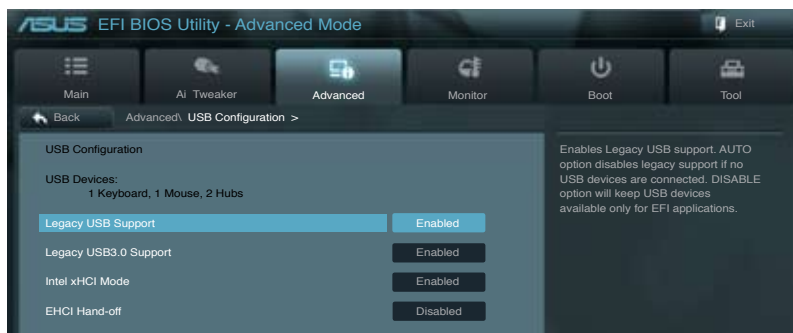 ASUS EFI BIOS Utility - Advanced Mode
Exit
Main
Ai Tweaker
Advanced
Monitor
Boot
Tool
Back
Advanced\ USB Configuration >
USB Configuration
USB Devices:
1 Keyboard, 1 Mouse, 2 Hubs
Legacy USB Support Enabled
Legacy USB3.0 Support Enabled
Intel xHCI Mode Enabled
EHCI Hand-off Disabled
Enables Legacy USB support. AUTO
option disables legacy support if no
USB devices are connected. DISABLE
option will keep USB devices
available only for EFI applications.